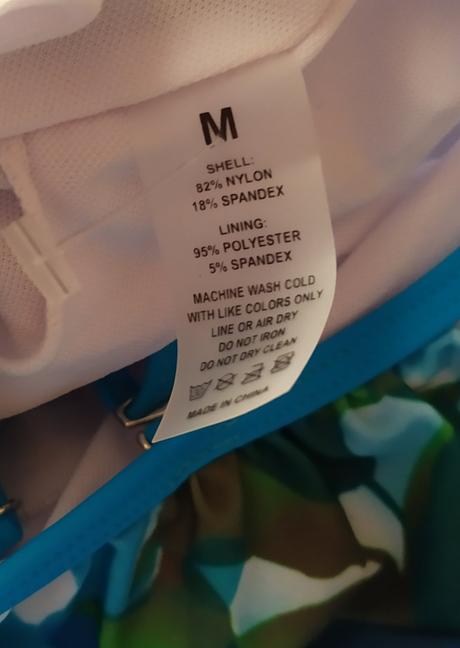 M
SHELL:
82% NYLON
18% SPANDEX
LINING:
95% POLYESTER
5% SPANDEX
MACHINE WASH COLD
WITH LIKE COLORS ONLY
LINE OR AIR DRY
DO NOT IRON
DO NOT DRY CLEAN
MADE IN CHINA